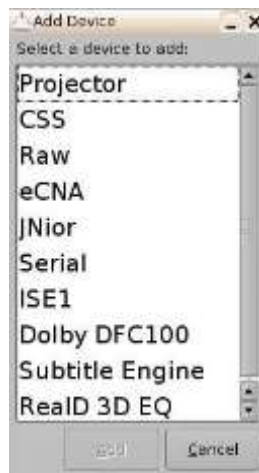 Add Device
Select a device to add:
Projector
CSS
Raw
eCNA
JNior
Serial
ISE1
Dolby DFC100
Subtitle Engine
RealD 3D EQ
Add
Cancel